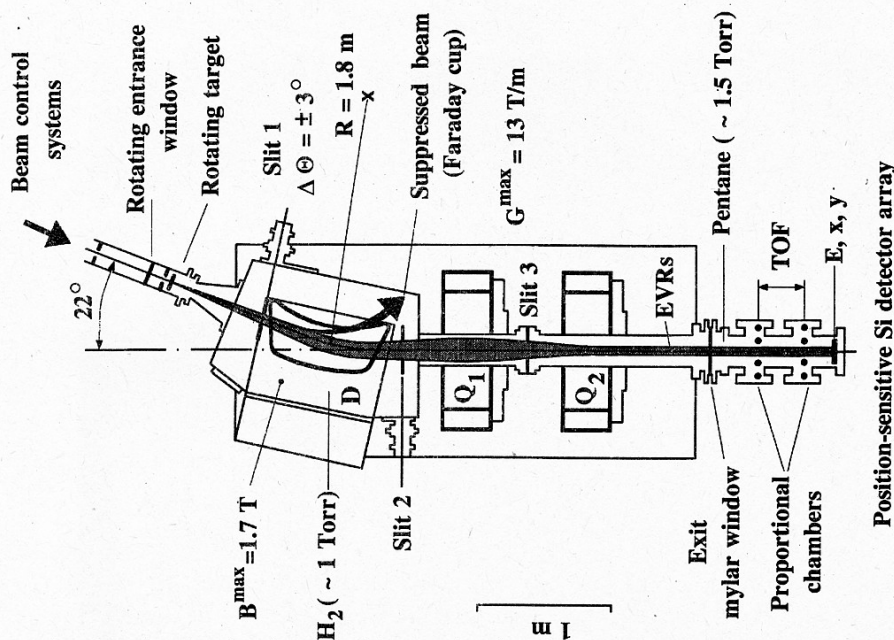 Beam control
systems
Rotating entrance
window
Rotating target
22°
Slit 1
Δ Θ = ± 3°
R = 1.8 m
x
Suppressed beam
(Faraday cup)
D
B^max = 1.7 T
H₂ ( ~ 1 Torr)
Slit 2
G^max = 13 T/m
Q₁
Slit 3
Q₂
EVRs
Pentane ( ~ 1.5 Torr)
TOF
E, x, y
Exit
mylar window
Proportional
chambers
1 m
Position-sensitive Si detector array